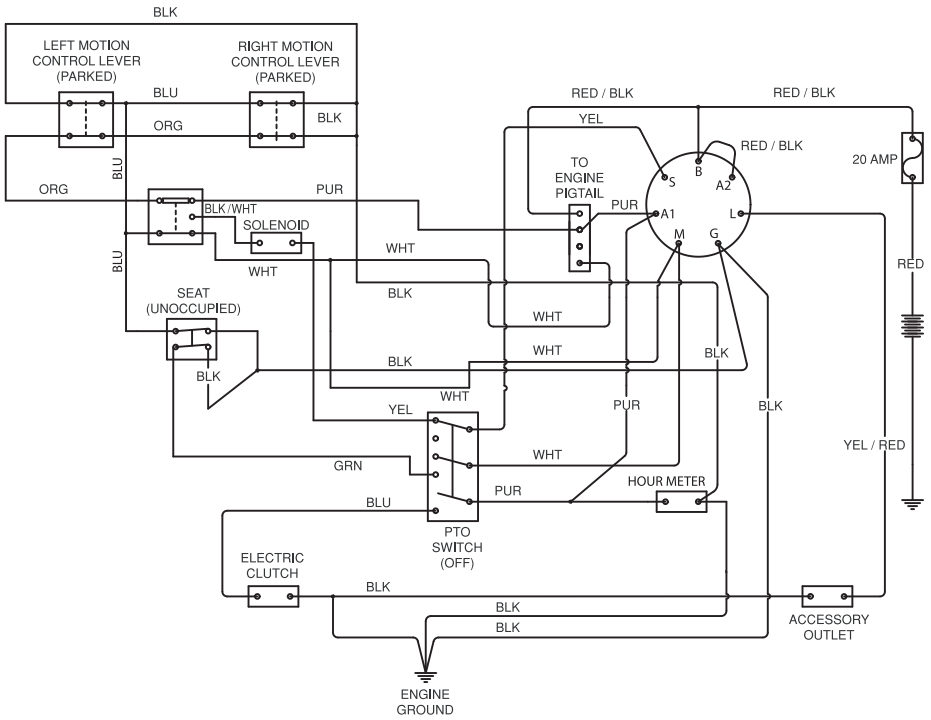 BLK
LEFT MOTION
CONTROL LEVER
(PARKED)
RIGHT MOTION
CONTROL LEVER
(PARKED)
BLU
BLK
ORG
RED / BLK
RED / BLK
YEL
RED / BLK
20 AMP
TO
ENGINE
PIGTAIL
B
S
A2
BLU
ORG
PUR
PUR
A1
L
BLK/WHT
SOLENOID
M
G
WHT
WHT
BLU
RED
BLK
SEAT
(UNOCCUPIED)
WHT
WHT
BLK
BLK
BLK
WHT
PUR
BLK
YEL
YEL / RED
WHT
GRN
HOUR METER
PUR
BLU
PTO
SWITCH
(OFF)
ELECTRIC
CLUTCH
BLK
BLK
BLK
ACCESSORY
OUTLET
ENGINE
GROUND